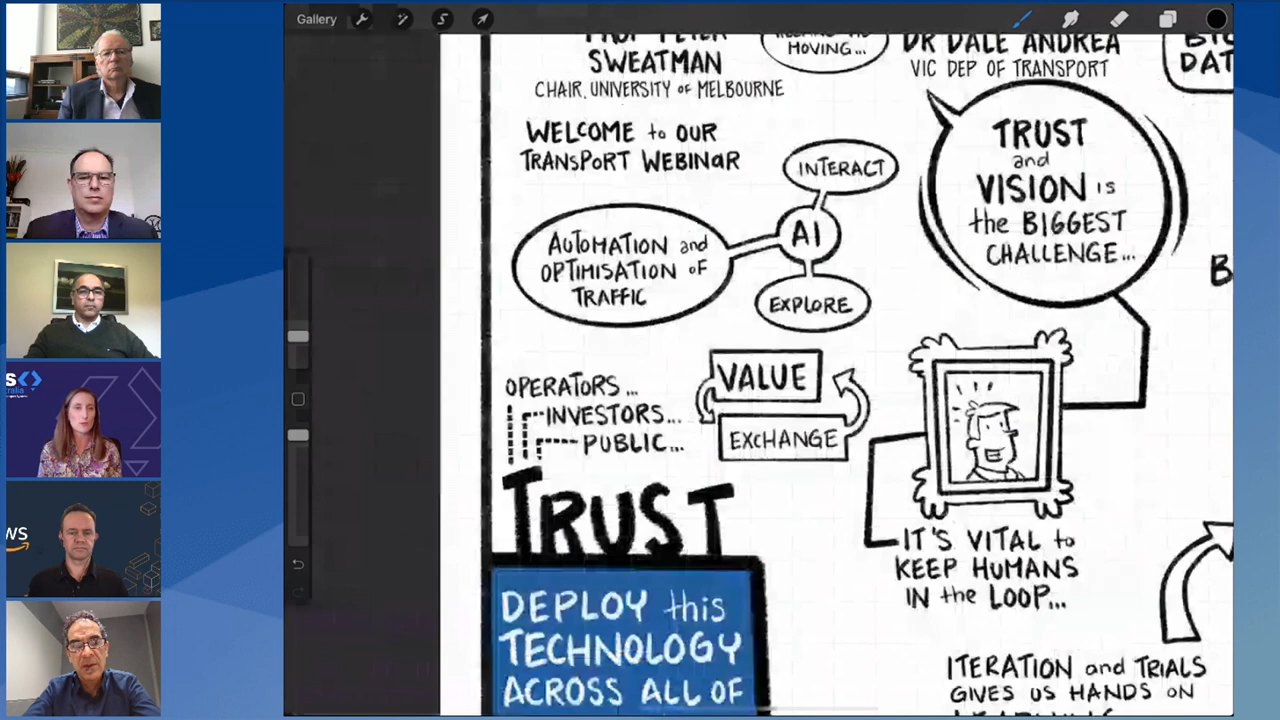 Gallery
PROF PETER
SWEATMAN
CHAIR, UNIVERSITY of MELBOURNE
MOVING...
DR DALE ANDREA
VIC DEP OF TRANSPORT
WELCOME to OUR
TRANSPORT WEBINAR
INTERACT
AI
AUTOMATION and
OPTIMISATION OF
TRAFFIC
EXPLORE
TRUST
and
VISION IS
the BIGGEST
CHALLENGE...
OPERATORS...
INVESTORS...
PUBLIC...
VALUE
EXCHANGE
TRUST
DEPLOY this
TECHNOLOGY
ACROSS ALL OF
IT'S VITAL to
KEEP HUMANS
IN the LOOP...
ITERATION and TRIALS
GIVES US HANDS ON